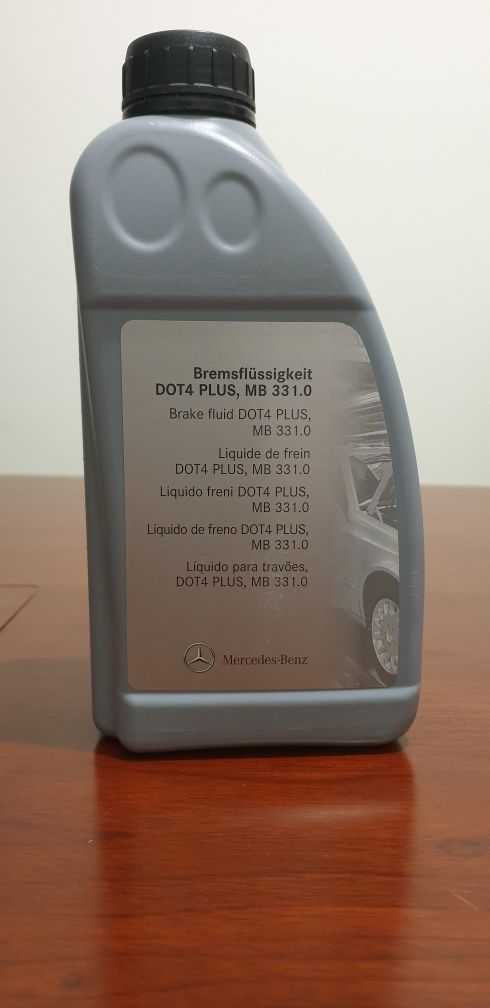 Bremsflüssigkeit
DOT4 PLUS, MB 331.0
Brake fluid DOT4 PLUS,
MB 331.0
Liquide de frein
DOT4 PLUS, MB 331.0
Liquido freni DOT4 PLUS,
MB 331.0
Líquido de freno DOT4 PLUS,
MB 331.0
Líquido para travões,
DOT4 PLUS, MB 331.0
Mercedes-Benz